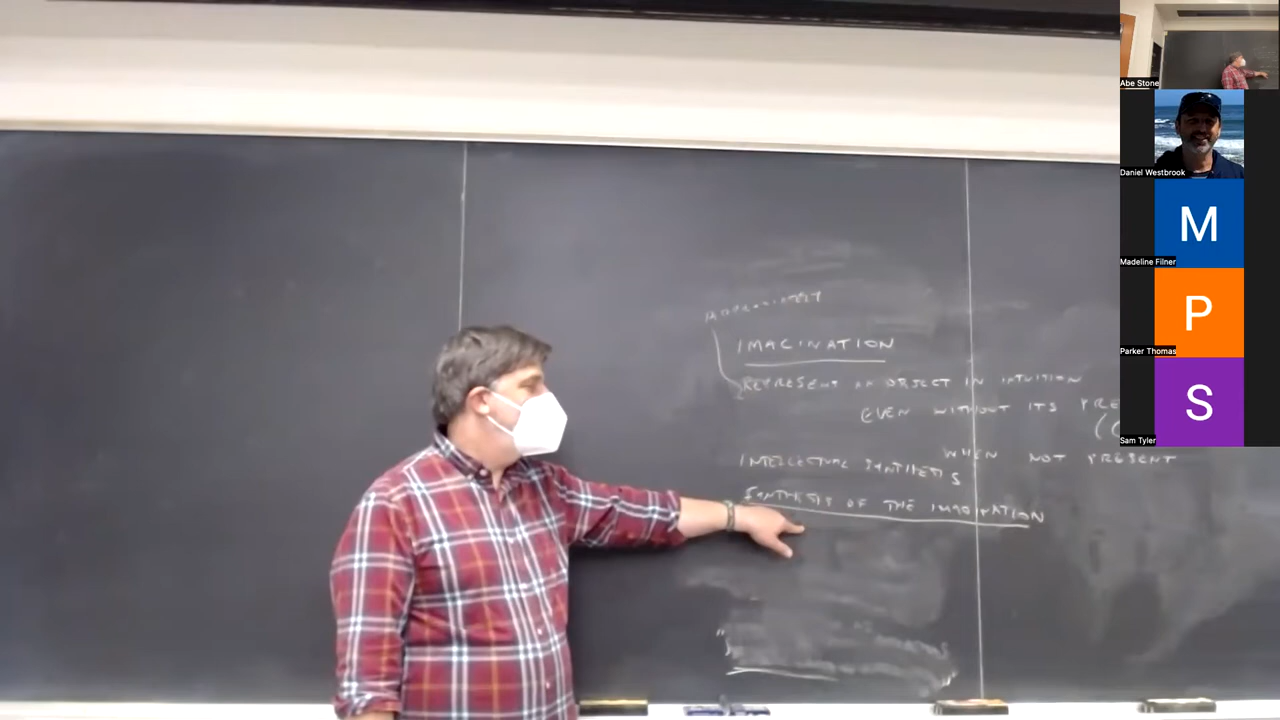 IMAGINATION
REPRESENT AN OBJECT IN INTUITION
EVEN WITHOUT ITS PRE
WHEN NOT PRESENT
INTELLECTUAL SYNTHESIS
SYNTHESIS OF THE IMAGINATION
Abe Stone
Daniel Westbrook
M
Madeline Filner
P
Parker Thomas
S
Sam Tyler